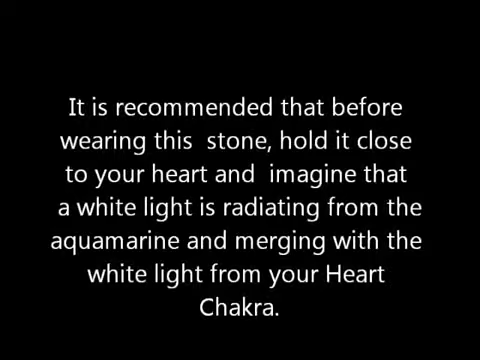 It is recommended that before
wearing this  stone, hold it close
to your heart and  imagine that
a white light is radiating from the
aquamarine and merging with the
white light from your Heart
Chakra.